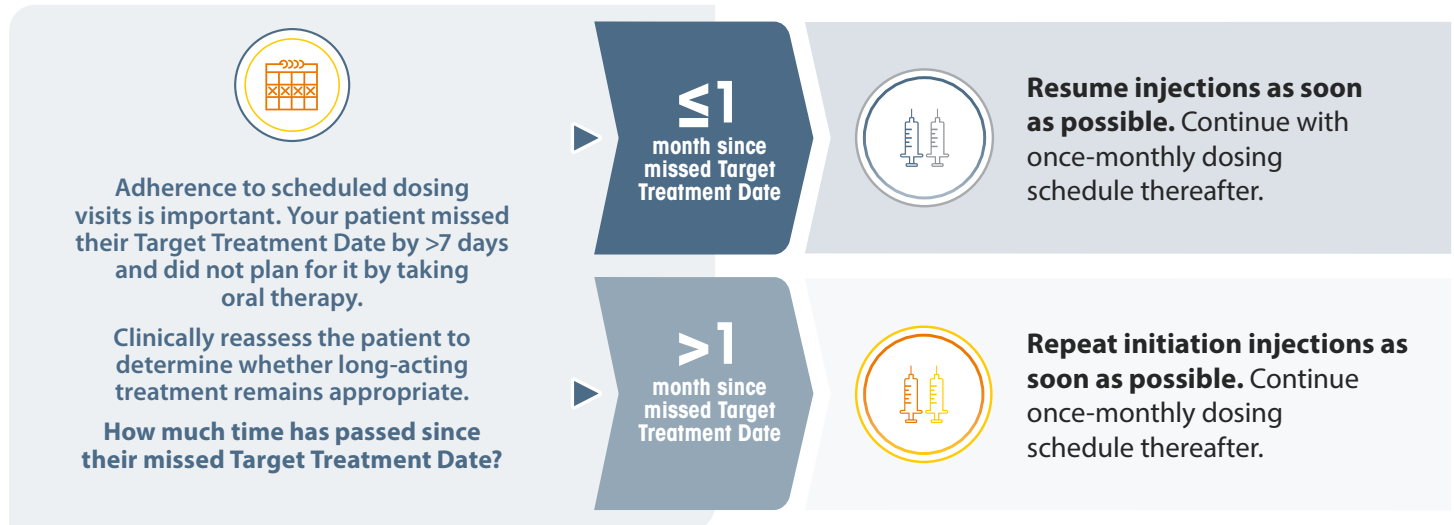 Adherence to scheduled dosing
visits is important. Your patient missed
their Target Treatment Date by >7 days
and did not plan for it by taking
oral therapy.
Clinically reassess the patient to
determine whether long-acting
treatment remains appropriate.
How much time has passed since
their missed Target Treatment Date?
≤1
month since
missed Target
Treatment Date
Resume injections as soon
as possible. Continue with
once-monthly dosing
schedule thereafter.
>1
month since
missed Target
Treatment Date
Repeat initiation injections as
soon as possible. Continue
once-monthly dosing
schedule thereafter.